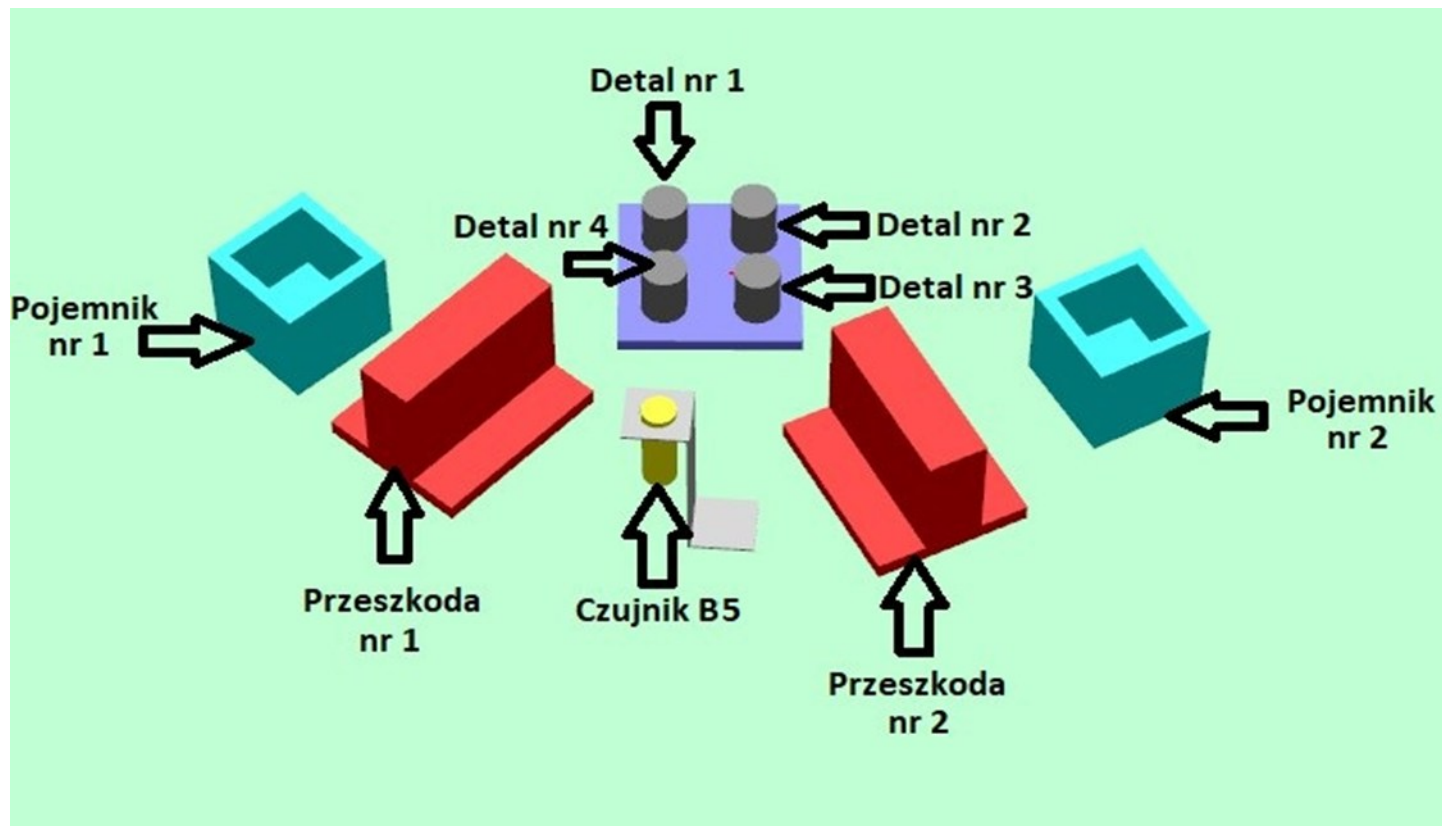 Detal nr 1
Detal nr 4
Detal nr 2
Detal nr 3
Pojemnik
nr 1
Pojemnik
nr 2
Przeszkoda
nr 1
Czujnik B5
Przeszkoda
nr 2